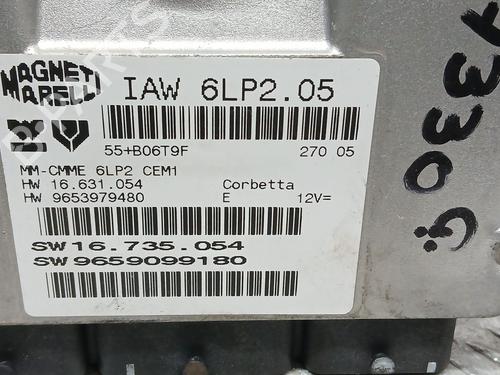 MAGNETI
MARELLI
IAW 6LP2.05
55+B06T9F 270 05
MM-CMME 6LP2 CEM1
HW 16.631.054 Corbetta
HW 9653979480 E 12V=
SW 16.735.054
SW 9659099180